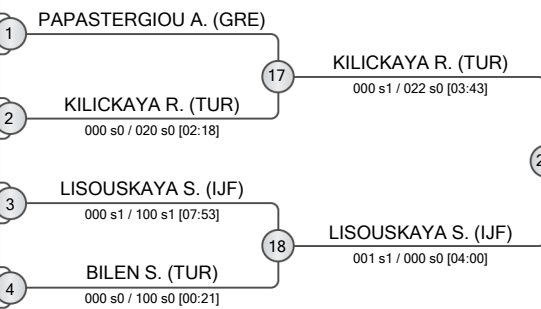 1
PAPASTERGIOU A. (GRE)
17
KILICKAYA R. (TUR)
000 s1 / 022 s0 [03:43]
2
KILICKAYA R. (TUR)
000 s0 / 020 s0 [02:18]
3
LISOUSKAYA S. (IJF)
000 s1 / 100 s1 [07:53]
18
LISOUSKAYA S. (IJF)
001 s1 / 000 s0 [04:00]
4
BILEN S. (TUR)
000 s0 / 100 s0 [00:21]